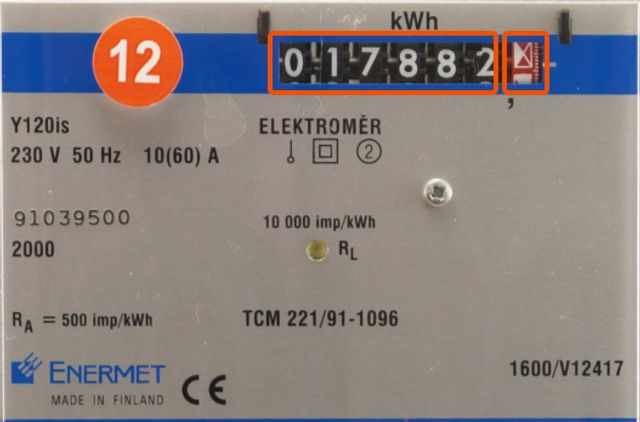 kWh
12
017882
,
Y120is
ELEKTROMĚR
230 V 50 Hz 10(60) A
2
91039500
10 000 imp/kWh
2000
RL
RA = 500 imp/kWh
TCM 221/91-1096
ENERMET
1600/V12417
MADE IN FINLAND
CE